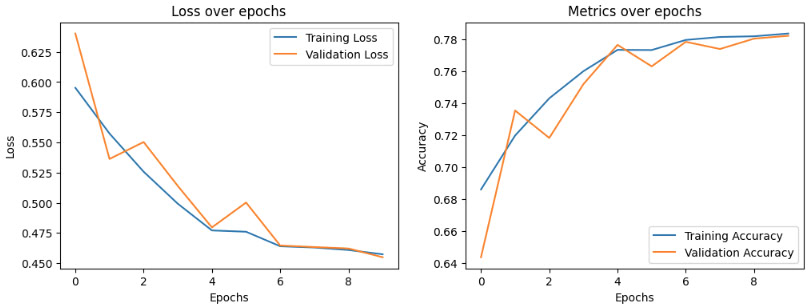 Loss over epochs
Training Loss
Validation Loss
0.625
0.600
0.575
0.550
0.525
0.500
0.475
0.450
Loss
0 2 4 6 8
Epochs
Metrics over epochs
0.78
0.76
0.74
0.72
0.70
0.68
0.66
0.64
Accuracy
Training Accuracy
Validation Accuracy
0 2 4 6 8
Epochs